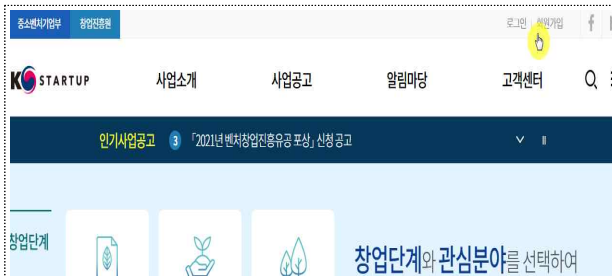 중소벤처기업부 창업진흥원 로그인 회원가입 f
K STARTUP 사업소개 사업공고 알림마당 고객센터
인기사업공고 3 「2021년 벤처창업진흥유공 포상」 신청 공고
창업단계
창업단계와 관심분야를 선택하여